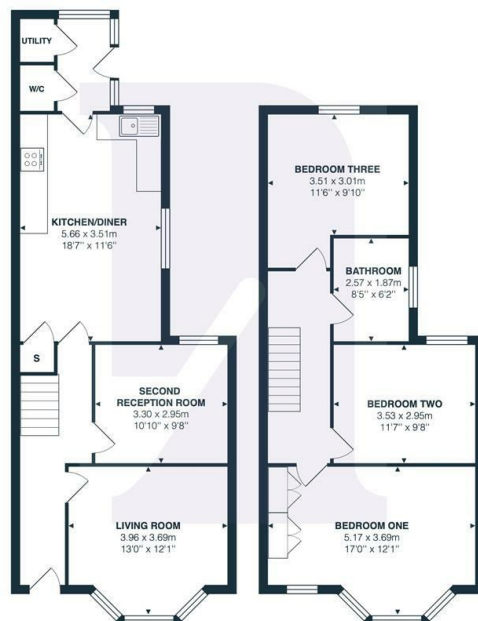 UTILITY
W/C
KITCHEN/DINER
5.66 x 3.51m
18'7" x 11'6"
S
SECOND
RECEPTION ROOM
3.30 x 2.95m
10'10" x 9'8"
LIVING ROOM
3.96 x 3.69m
13'0" x 12'1"
BEDROOM THREE
3.51 x 3.01m
11'6" x 9'10"
BATHROOM
2.57 x 1.87m
8'5" x 6'2"
BEDROOM TWO
3.53 x 2.95m
11'7" x 9'8"
BEDROOM ONE
5.17 x 3.69m
17'0" x 12'1"